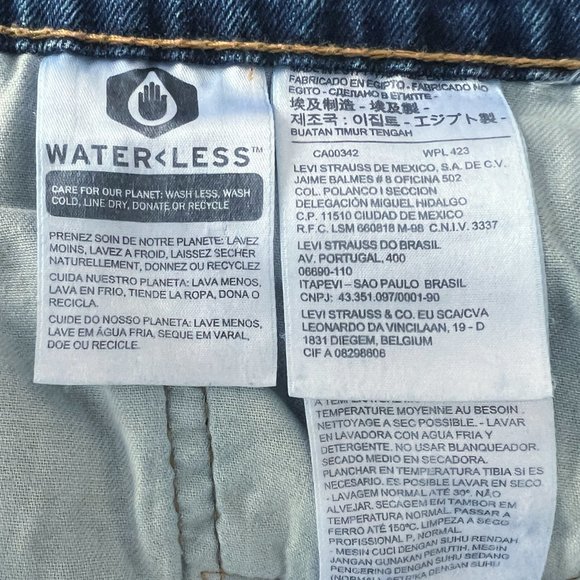 WATER<LESS™
CARE FOR OUR PLANET: WASH LESS, WASH
COLD, LINE DRY, DONATE OR RECYCLE
PRENEZ SOIN DE NOTRE PLANETE: LAVEZ
MOINS, LAVEZ A FROID, LAISSEZ SECHER
NATURELLEMENT, DONNEZ OU RECYCLEZ
CUIDA NUESTRO PLANETA: LAVA MENOS,
LAVA EN FRIO, TIENDE LA ROPA, DONA O
RECICLA.
CUIDE DO NOSSO PLANETA: LAVE MENOS,
LAVE EM ÁGUA FRIA, SEQUE EM VARAL,
DOE OU RECICLE.
FABRICADO EN EGIPTO - FABRICADO NO
EGITO - СДЕЛАНО В ЕГИПТЕ -
埃及制造 - 埃及製 -
제조국 : 이집트 - エジプト製 -
BUATAN TIMUR TENGAH
CA00342 WPL 423
LEVI STRAUSS DE MEXICO, S.A. DE C.V.
JAIME BALMES # 8 OFICINA 502
COL. POLANCO I SECCION
DELEGACIÓN MIGUEL HIDALGO
C.P. 11510 CIUDAD DE MEXICO
R.F.C. LSM 660818 M-98 C.N.I.V. 3337
LEVI STRAUSS DO BRASIL
AV. PORTUGAL, 400
06690-110
ITAPEVI – SAO PAULO BRASIL
CNPJ: 43.351.097/0001-90
LEVI STRAUSS & CO. EU SCA/CVA
LEONARDO DA VINCILAAN, 19 - D
1831 DIEGEM, BELGIUM
CIF A 08298606
TEMPERATURE MOYENNE AU BESOIN.
NETTOYAGE A SEC POSSIBLE. - LAVAR
EN LAVADORA CON AGUA FRIA Y
DETERGENTE. NO USAR BLANQUEADOR.
SECADO MEDIO EN SECADORA.
PLANCHAR EN TEMPERATURA TIBIA SI ES
NECESARIO. ES POSIBLE LAVAR EN SECO.
- LAVAGEM NORMAL ATÉ 30°. NÃO
ALVEJAR. SECAGEM EM TAMBOR EM
TEMPERATURA NORMAL. PASSAR A
FERRO ATÉ 150°C. LIMPEZA A SECO
PROFISSIONAL P, NORMAL
MESIN CUCI DENGAN SUHU RENDAH.
JANGAN GUNAKAN PEMUTIH. MESIN